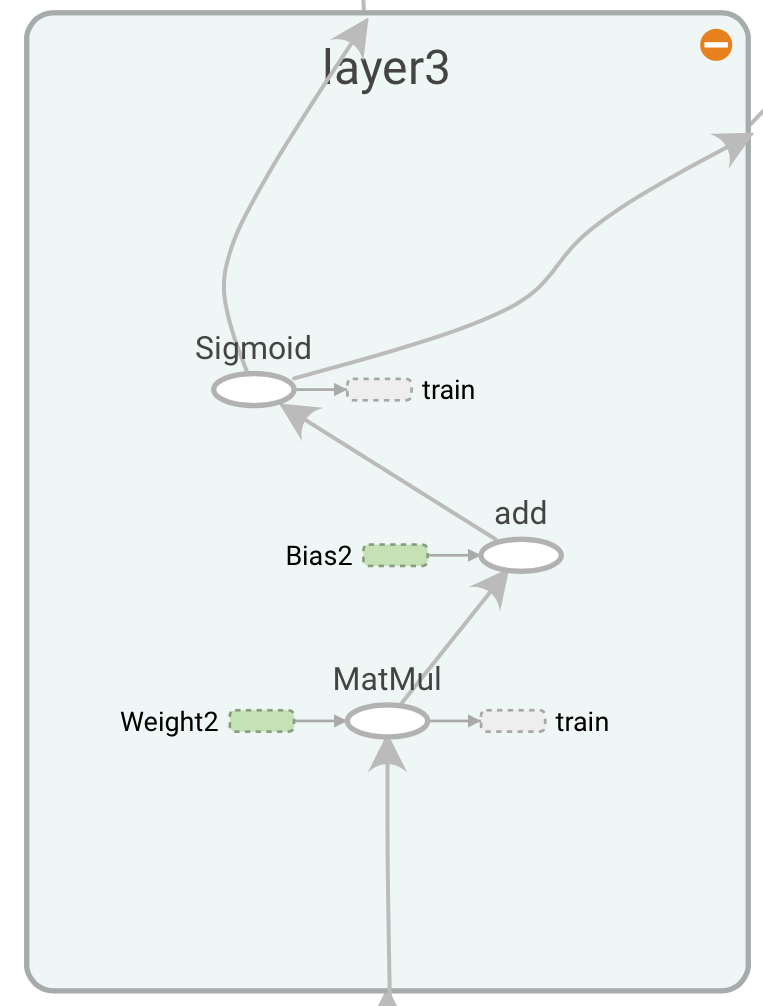 layer3
Sigmoid
train
add
Bias2
MatMul
Weight2
train